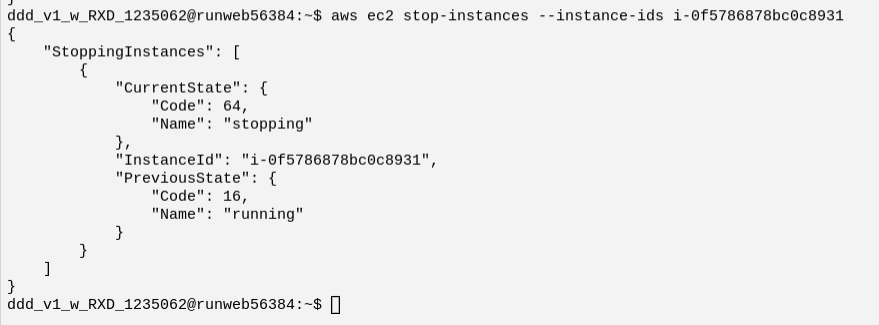 }
ddd_v1_w_RXD_1235062@runweb56384:~$ aws ec2 stop-instances --instance-ids i-0f5786878bc0c8931
{
    "StoppingInstances": [
        {
            "CurrentState": {
                "Code": 64,
                "Name": "stopping"
            },
            "InstanceId": "i-0f5786878bc0c8931",
            "PreviousState": {
                "Code": 16,
                "Name": "running"
            }
        }
    ]
}
ddd_v1_w_RXD_1235062@runweb56384:~$